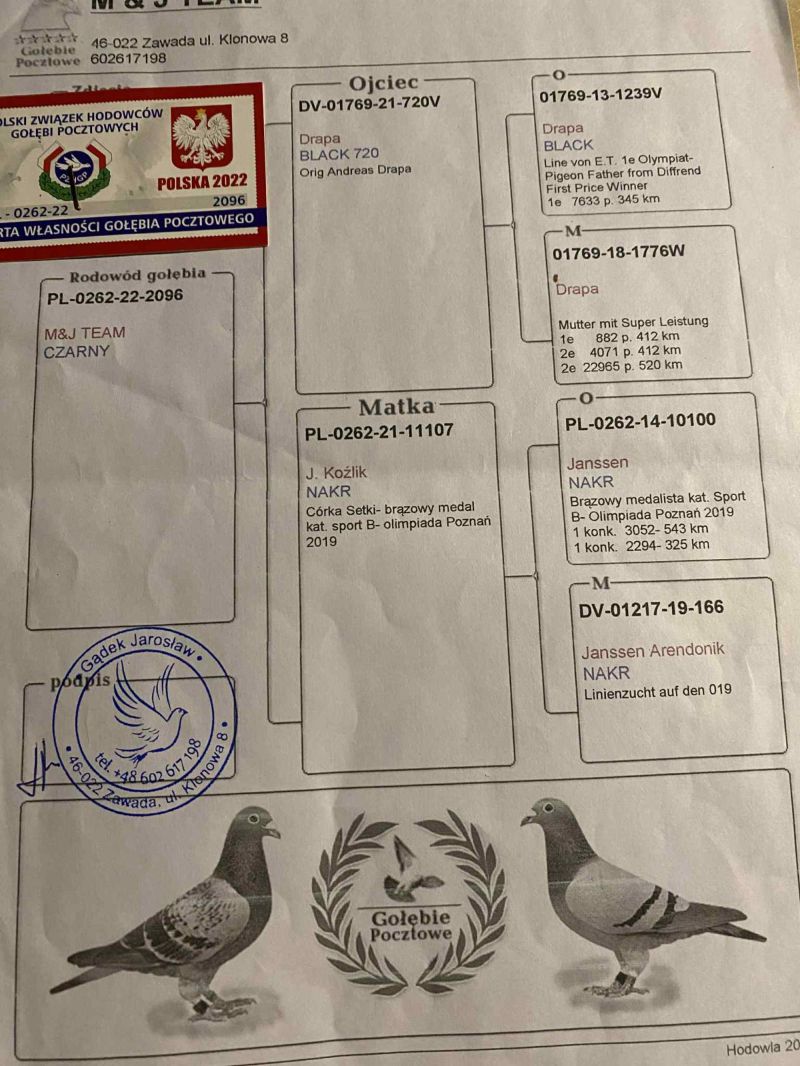 M & J TEAM
46-022 Zawada ul. Klonowa 8
602617198
Gołębie
Pocztowe
Zdjęcie
POLSKI ZWIĄZEK HODOWCÓW
GOŁĘBI POCZTOWYCH
POLSKA 2022
- 0262-22
2096
KARTA WŁASNOŚCI GOŁĘBIA POCZTOWEGO
Rodowód gołębia
PL-0262-22-2096
M&J TEAM
CZARNY
Ojciec
DV-01769-21-720V
Drapa
BLACK 720
Orig Andreas Drapa
Matka
PL-0262-21-11107
J. Koźlik
NAKR
Córka Setki- brązowy medal
kat. sport B- olimpiada Poznań
2019
O
01769-13-1239V
Drapa
BLACK
Line von E.T. 1e Olympiat-
Pigeon Father from Diffrend
First Price Winner
1e 7633 p. 345 km
M
01769-18-1776W
Drapa
Mutter mit Super Leistung
1e 882 p. 412 km
2e 4071 p. 412 km
2e 22965 p. 520 km
O
PL-0262-14-10100
Janssen
NAKR
Brązowy medalista kat. Sport
B- Olimpiada Poznań 2019
1 konk. 3052- 543 km
1 konk. 2294- 325 km
M
DV-01217-19-166
Janssen Arendonik
NAKR
Linienzucht auf den 019
podpis
Gądek Jarosław
tel. +48 602 617 198
46-022 Zawada, ul. Klonowa 8
Gołębie
Pocztowe
Hodowla 20